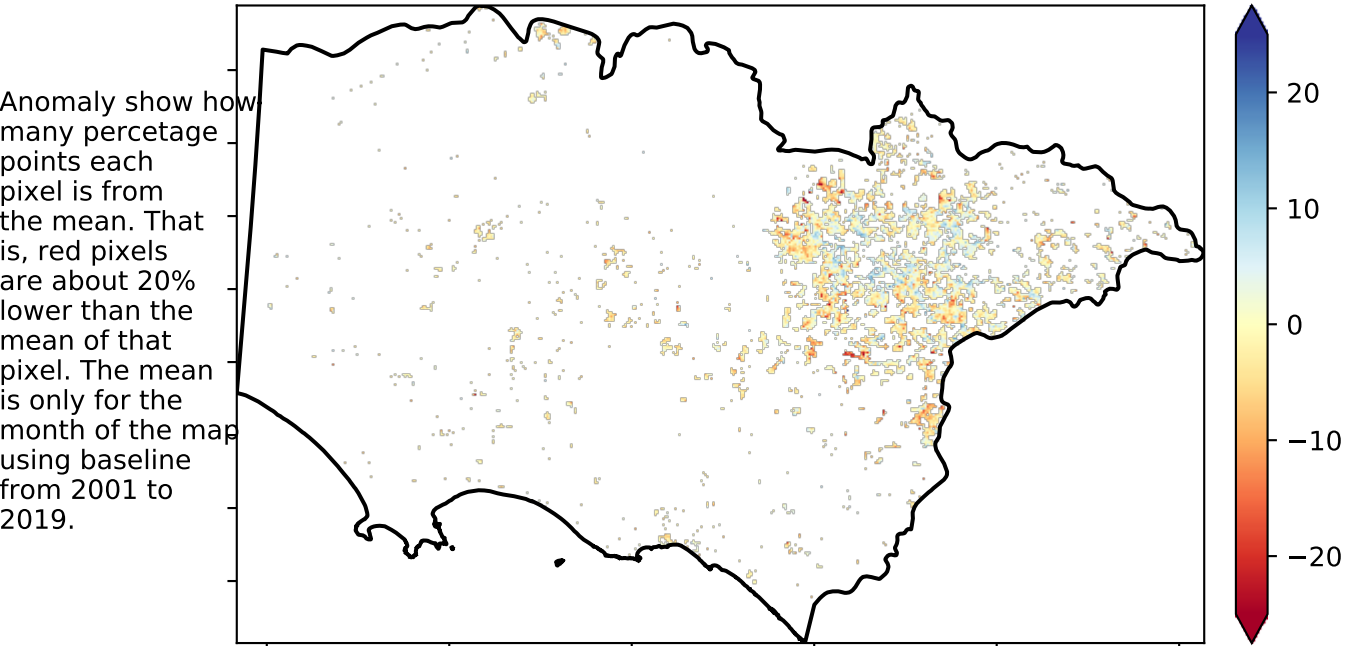 Anomaly show how
many percetage
points each
pixel is from
the mean. That
is, red pixels
are about 20%
lower than the
mean of that
pixel. The mean
is only for the
month of the map
using baseline
from 2001 to
2019.
20
10
0
−10
−20